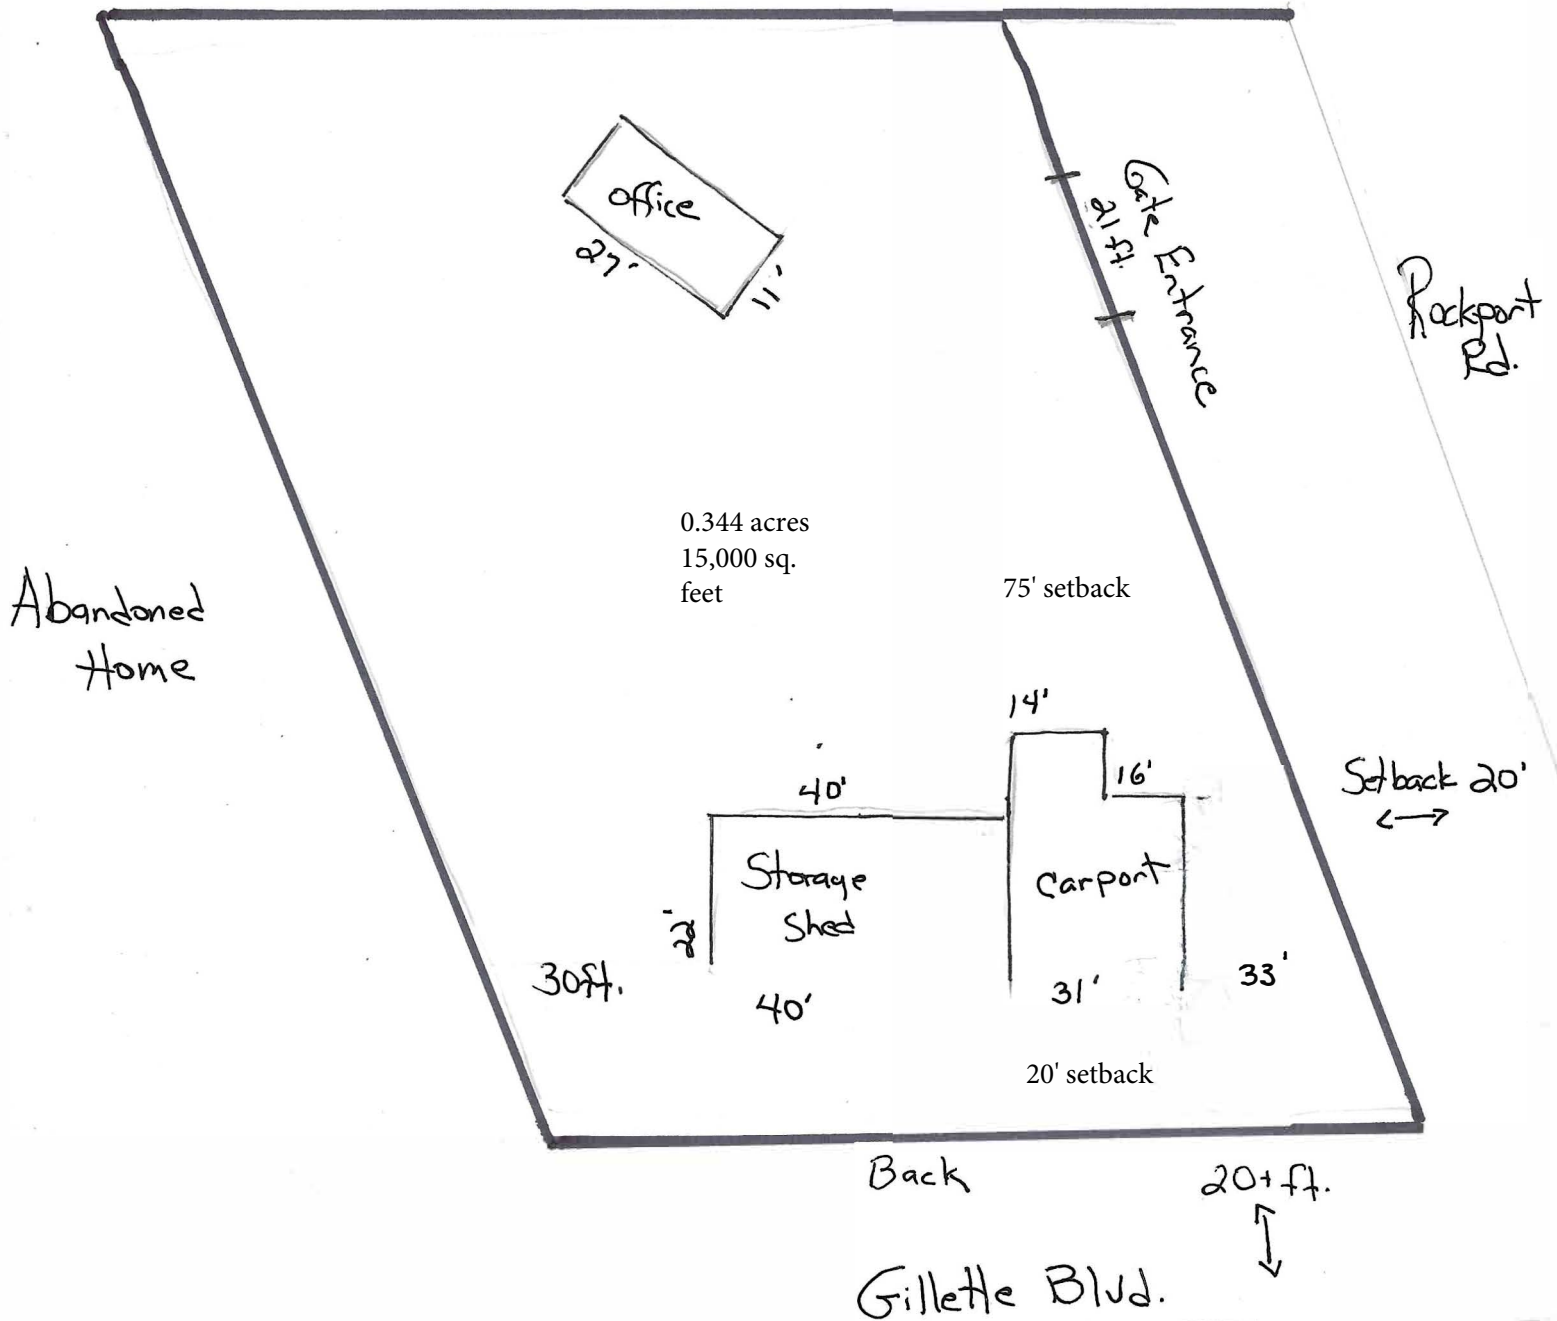 office
27'
11'
Gate Entrance
21 ft.
Rockport
Rd.
0.344 acres
15,000 sq.
feet
75' setback
Abandoned
Home
14'
16'
40'
Setback 20'
Storage
Shed
Carport
30ft.
40'
31'
33'
20' setback
Back
20+ ft.
Gillette Blvd.